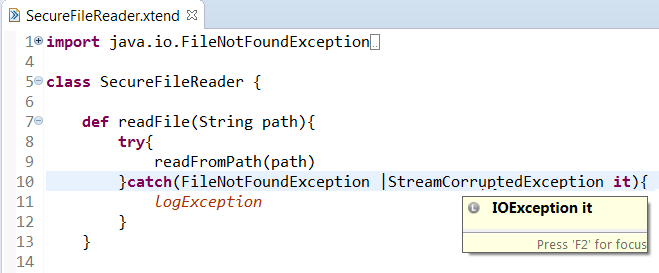 SecureFileReader.xtend
1 import java.io.FileNotFoundException..
4
5 class SecureFileReader {
6
7 def readFile(String path){
8 try{
9 readFromPath(path)
10 }catch(FileNotFoundException |StreamCorruptedException it){
11 logException
12 }
13 }
14
IOException it
Press 'F2' for focus